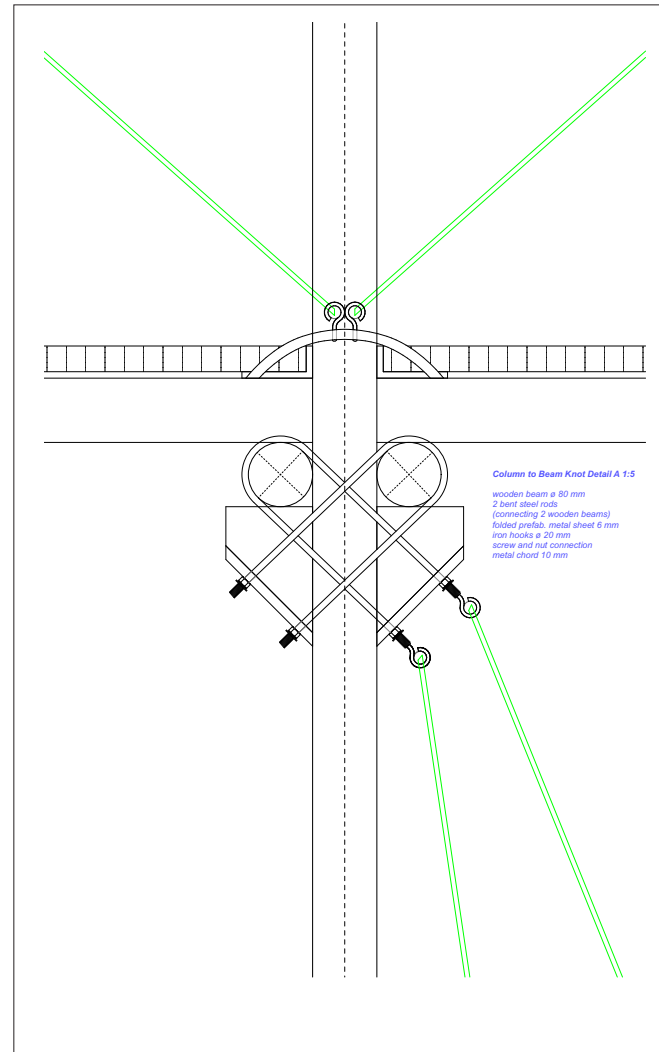 Column to Beam Knot Detail A 1:5
wooden beam ø 80 mm
2 bent steel rods
(connecting 2 wooden beams)
folded prefab. metal sheet 6 mm
iron hooks ø 20 mm
screw and nut connection
metal chord 10 mm